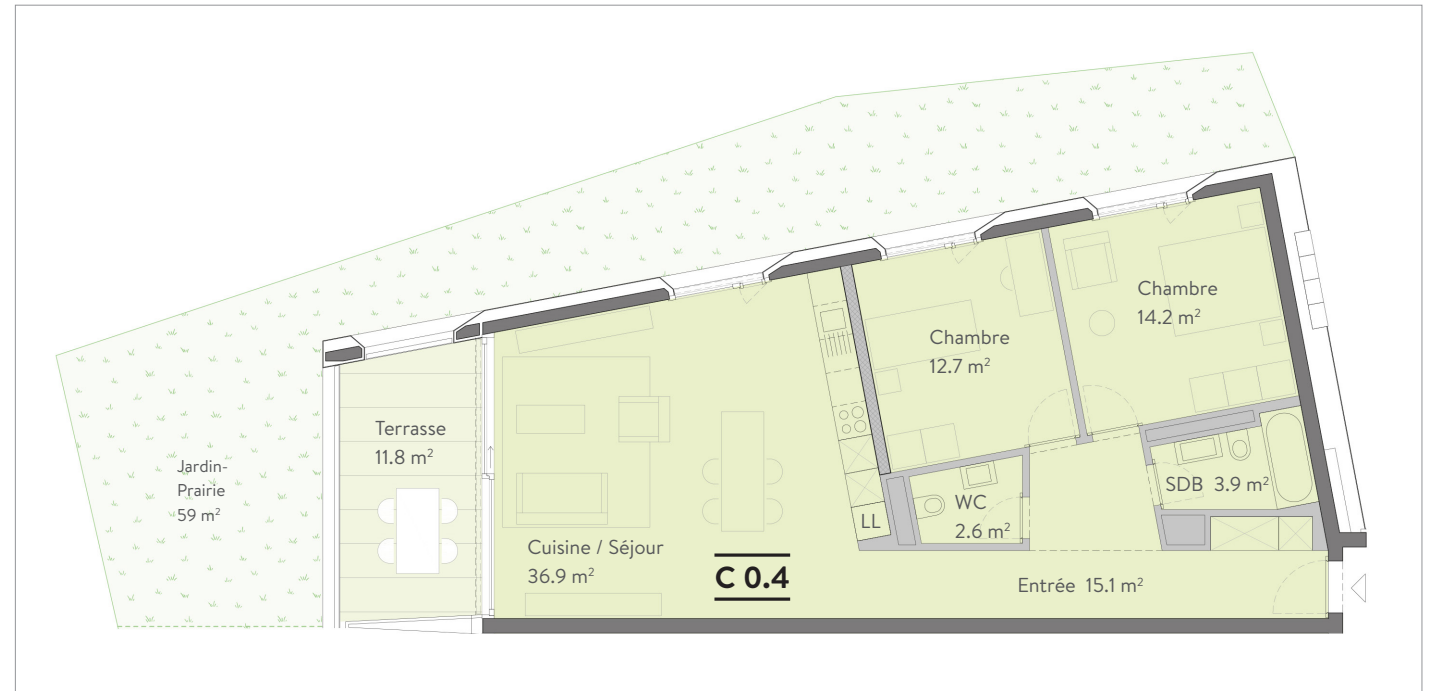 Jardin-
Prairie
59 m²
Terrasse
11.8 m²
Cuisine / Séjour
36.9 m²
C 0.4
LL
WC
2.6 m²
Chambre
12.7 m²
Chambre
14.2 m²
SDB 3.9 m²
Entrée 15.1 m²